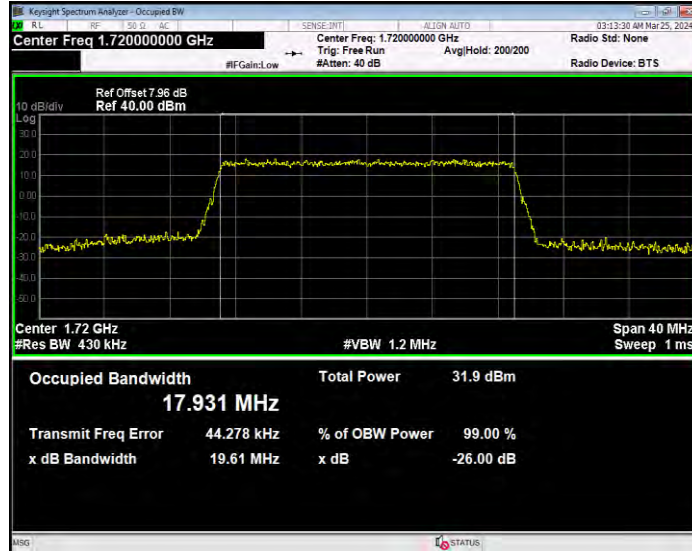 Keysight Spectrum Analyzer - Occupied BW
RL RF 50 Ω AC SENSE:INT ALIGN AUTO 03:13:30 AM Mar 25, 2024
Center Freq 1.720000000 GHz
Center Freq: 1.720000000 GHz
Radio Std: None
Trig: Free Run
Avg|Hold: 200/200
#IFGain:Low
#Atten: 40 dB
Radio Device: BTS
Ref Offset 7.96 dB
10 dB/div
Ref 40.00 dBm
Log
30.0
20.0
10.0
0.00
-10.0
-20.0
-30.0
-40.0
-50.0
Center 1.72 GHz
Span 40 MHz
#Res BW 430 kHz
#VBW 1.2 MHz
Sweep 1 ms
Occupied Bandwidth
Total Power 31.9 dBm
17.931 MHz
Transmit Freq Error 44.278 kHz
% of OBW Power 99.00 %
x dB Bandwidth 19.61 MHz
x dB -26.00 dB
MSG
STATUS